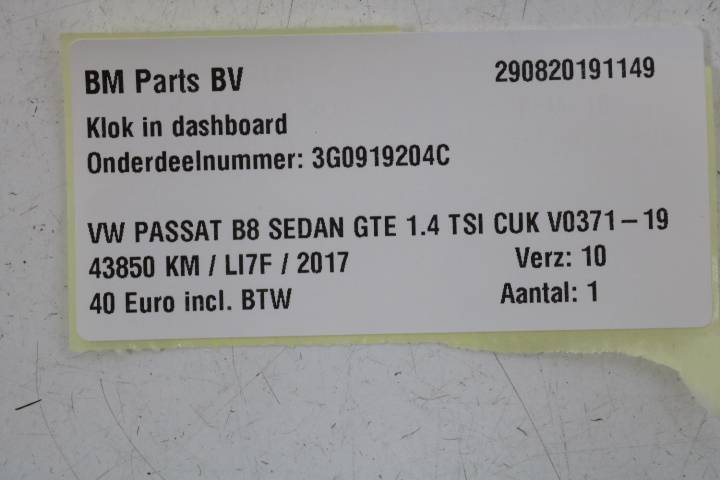 BM Parts BV 290820191149
Klok in dashboard
Onderdeelnummer: 3G0919204C
VW PASSAT B8 SEDAN GTE 1.4 TSI CUK V0371-19
43850 KM / LI7F / 2017 Verz: 10
40 Euro incl. BTW Aantal: 1